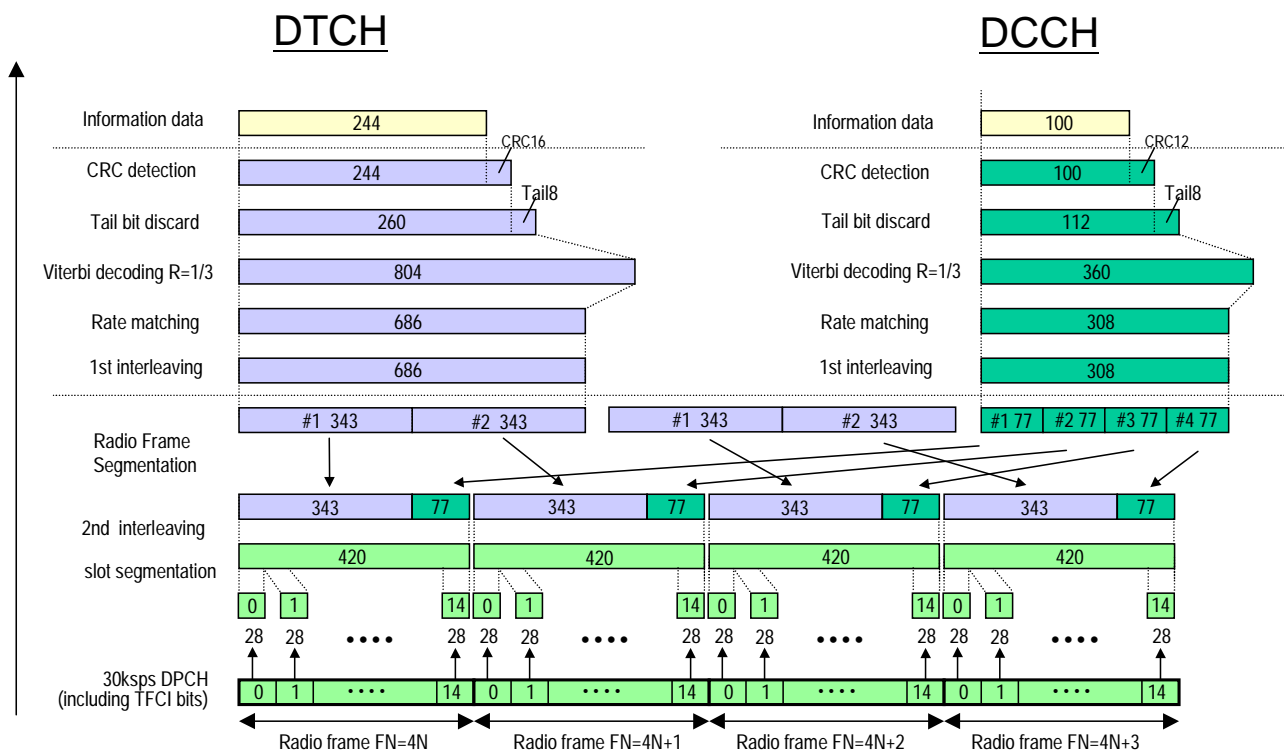 DTCH DCCH
Information data 244 Information data 100
CRC16 CRC12
CRC detection 244 CRC detection 100
Tail8 Tail8
Tail bit discard 260 Tail bit discard 112
Viterbi decoding R=1/3 804 Viterbi decoding R=1/3 360
Rate matching 686 Rate matching 308
1st interleaving 686 1st interleaving 308
#1 343 #2 343 #1 343 #2 343 #1 77 #2 77 #3 77 #4 77
Radio Frame
Segmentation
343 77 343 77 343 77 343 77
2nd interleaving
420 420 420 420
slot segmentation
0 1 14 0 1 14 0 1 14 0 1 14
28 28 •••• 28 28 28 •••• 28 28 28 •••• 28 28 28 •••• 28
30ksps DPCH
(including TFCI bits)
0 1 •••• 14 0 1 •••• 14 0 1 •••• 14 0 1 •••• 14
Radio frame FN=4N Radio frame FN=4N+1 Radio frame FN=4N+2 Radio frame FN=4N+3